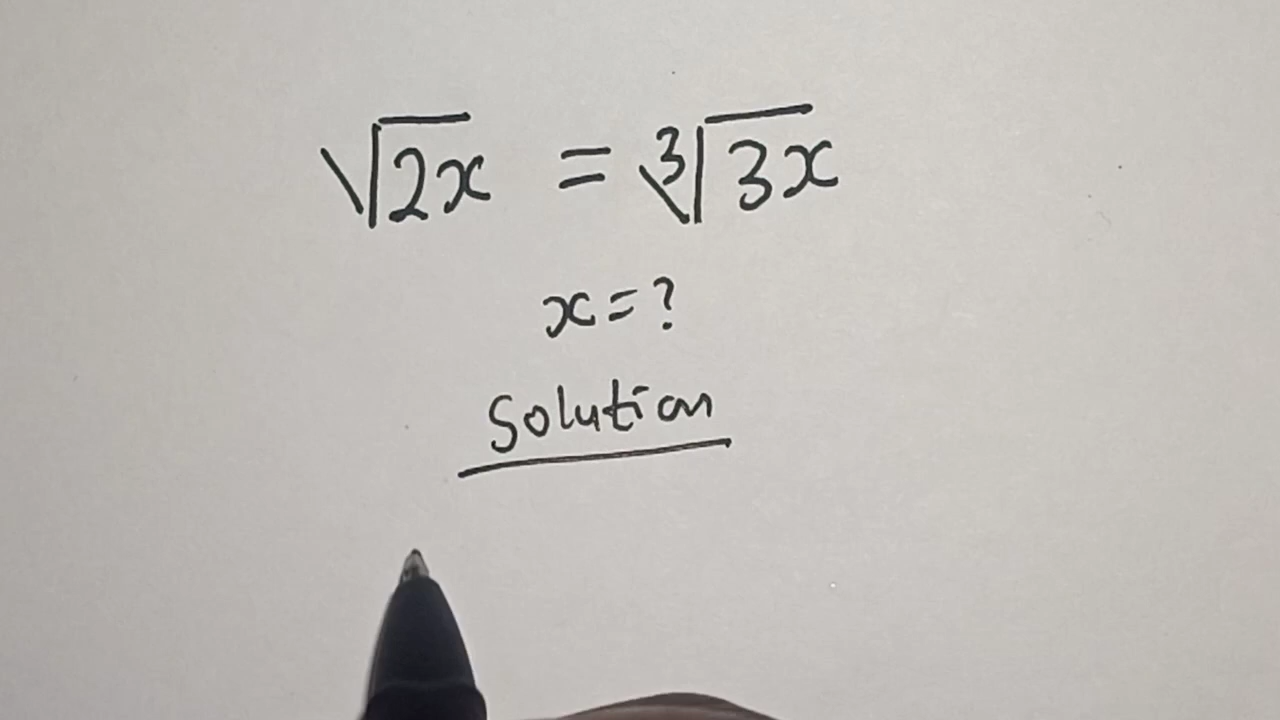 √2x = ∛3x
x = ?
Solution